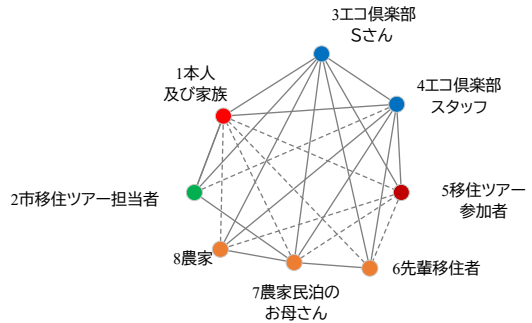 3エコ倶楽部
Sさん
1本人
及び家族
4エコ倶楽部
スタッフ
2市移住ツアー担当者
5移住ツアー
参加者
8農家
6先輩移住者
7農家民泊の
お母さん